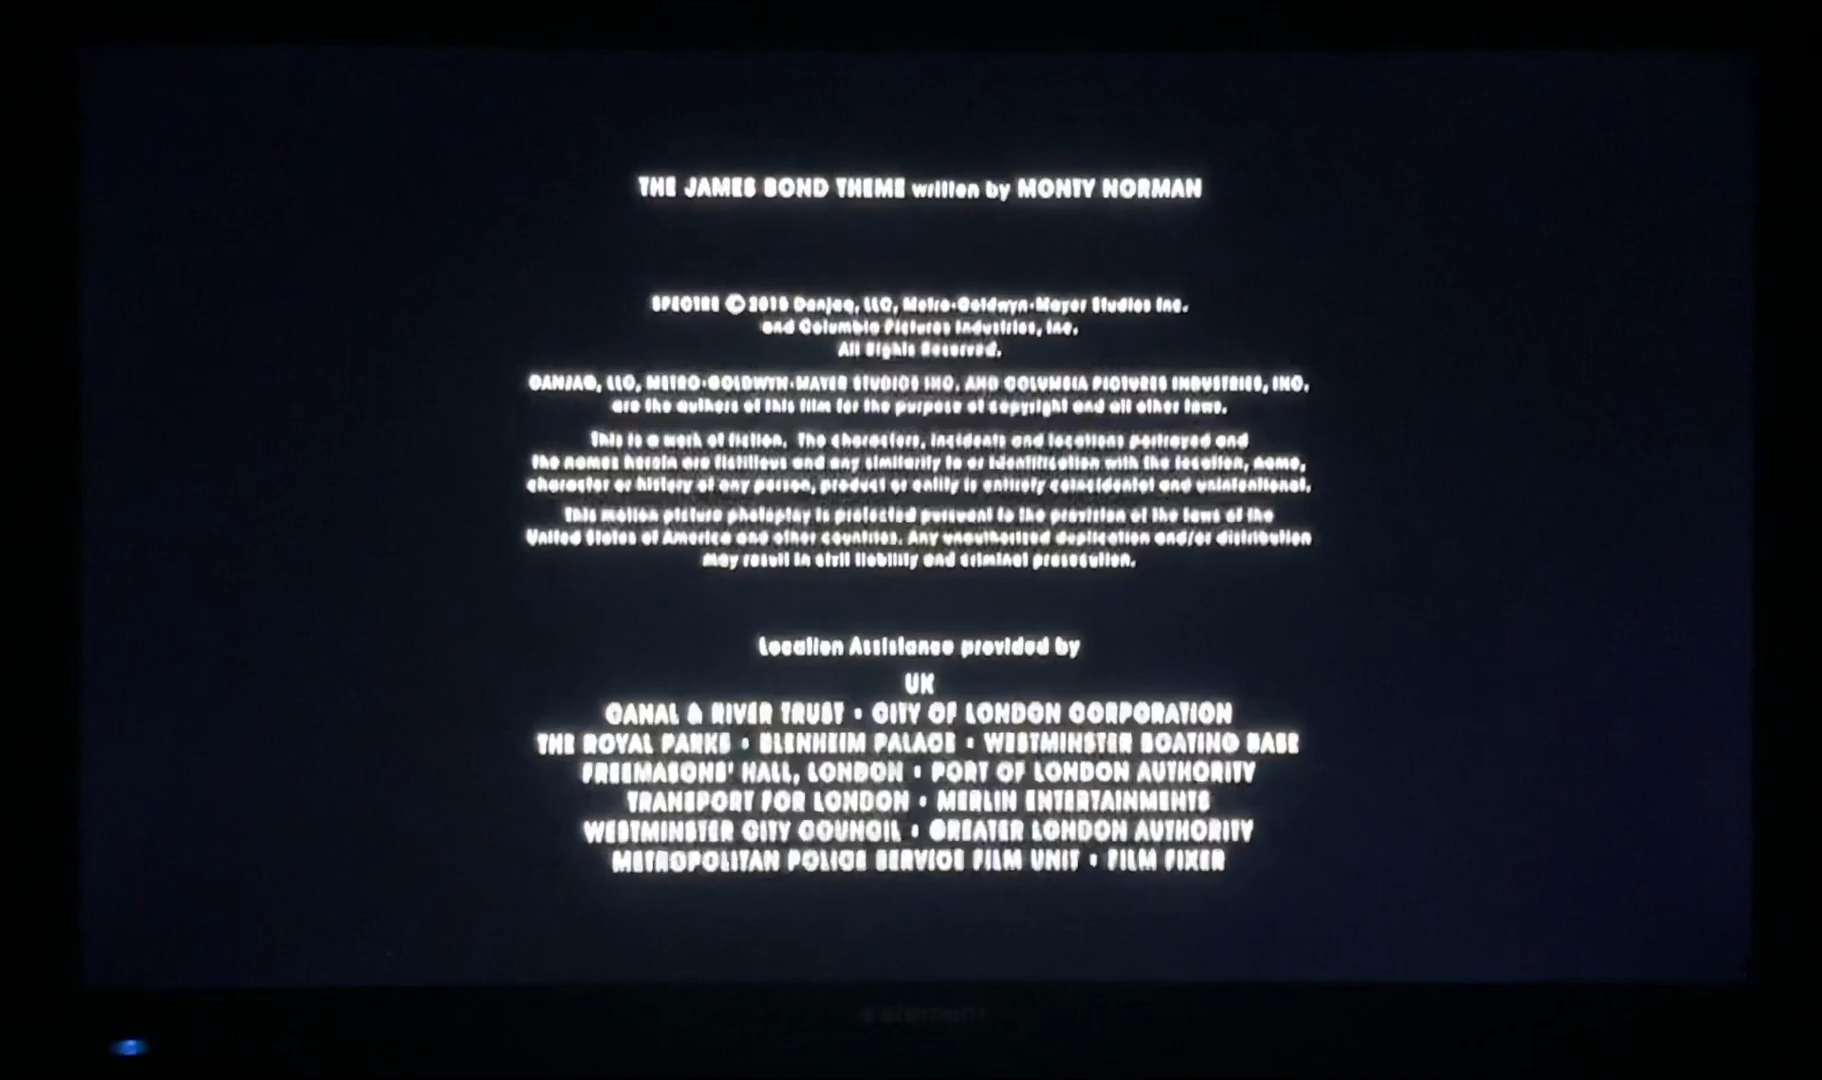 THE JAMES BOND THEME written by MONTY NORMAN
SPECTRE © 2015 Danjaq, LLC, Metro-Goldwyn-Mayer Studios Inc.
and Columbia Pictures Industries, Inc.
All Rights Reserved.
DANJAQ, LLC, METRO-GOLDWYN-MAYER STUDIOS INC. AND COLUMBIA PICTURES INDUSTRIES, INC.
are the authors of this film for the purpose of copyright and all other laws.
This is a work of fiction. The characters, incidents and locations portrayed and
the names herein are fictitious and any similarity to or identification with the location, name,
character or history of any person, product or entity is entirely coincidental and unintentional.
This motion picture photoplay is protected pursuant to the provision of the laws of the
United States of America and other countries. Any unauthorised duplication and/or distribution
may result in civil liability and criminal prosecution.
Location Assistance provided by
UK
CANAL & RIVER TRUST • CITY OF LONDON CORPORATION
THE ROYAL PARKS • BLENHEIM PALACE • WESTMINSTER BOATING BASE
FREEMASONS' HALL, LONDON • PORT OF LONDON AUTHORITY
TRANSPORT FOR LONDON • MERLIN ENTERTAINMENTS
WESTMINSTER CITY COUNCIL • GREATER LONDON AUTHORITY
METROPOLITAN POLICE SERVICE FILM UNIT • FILM FIXER
element